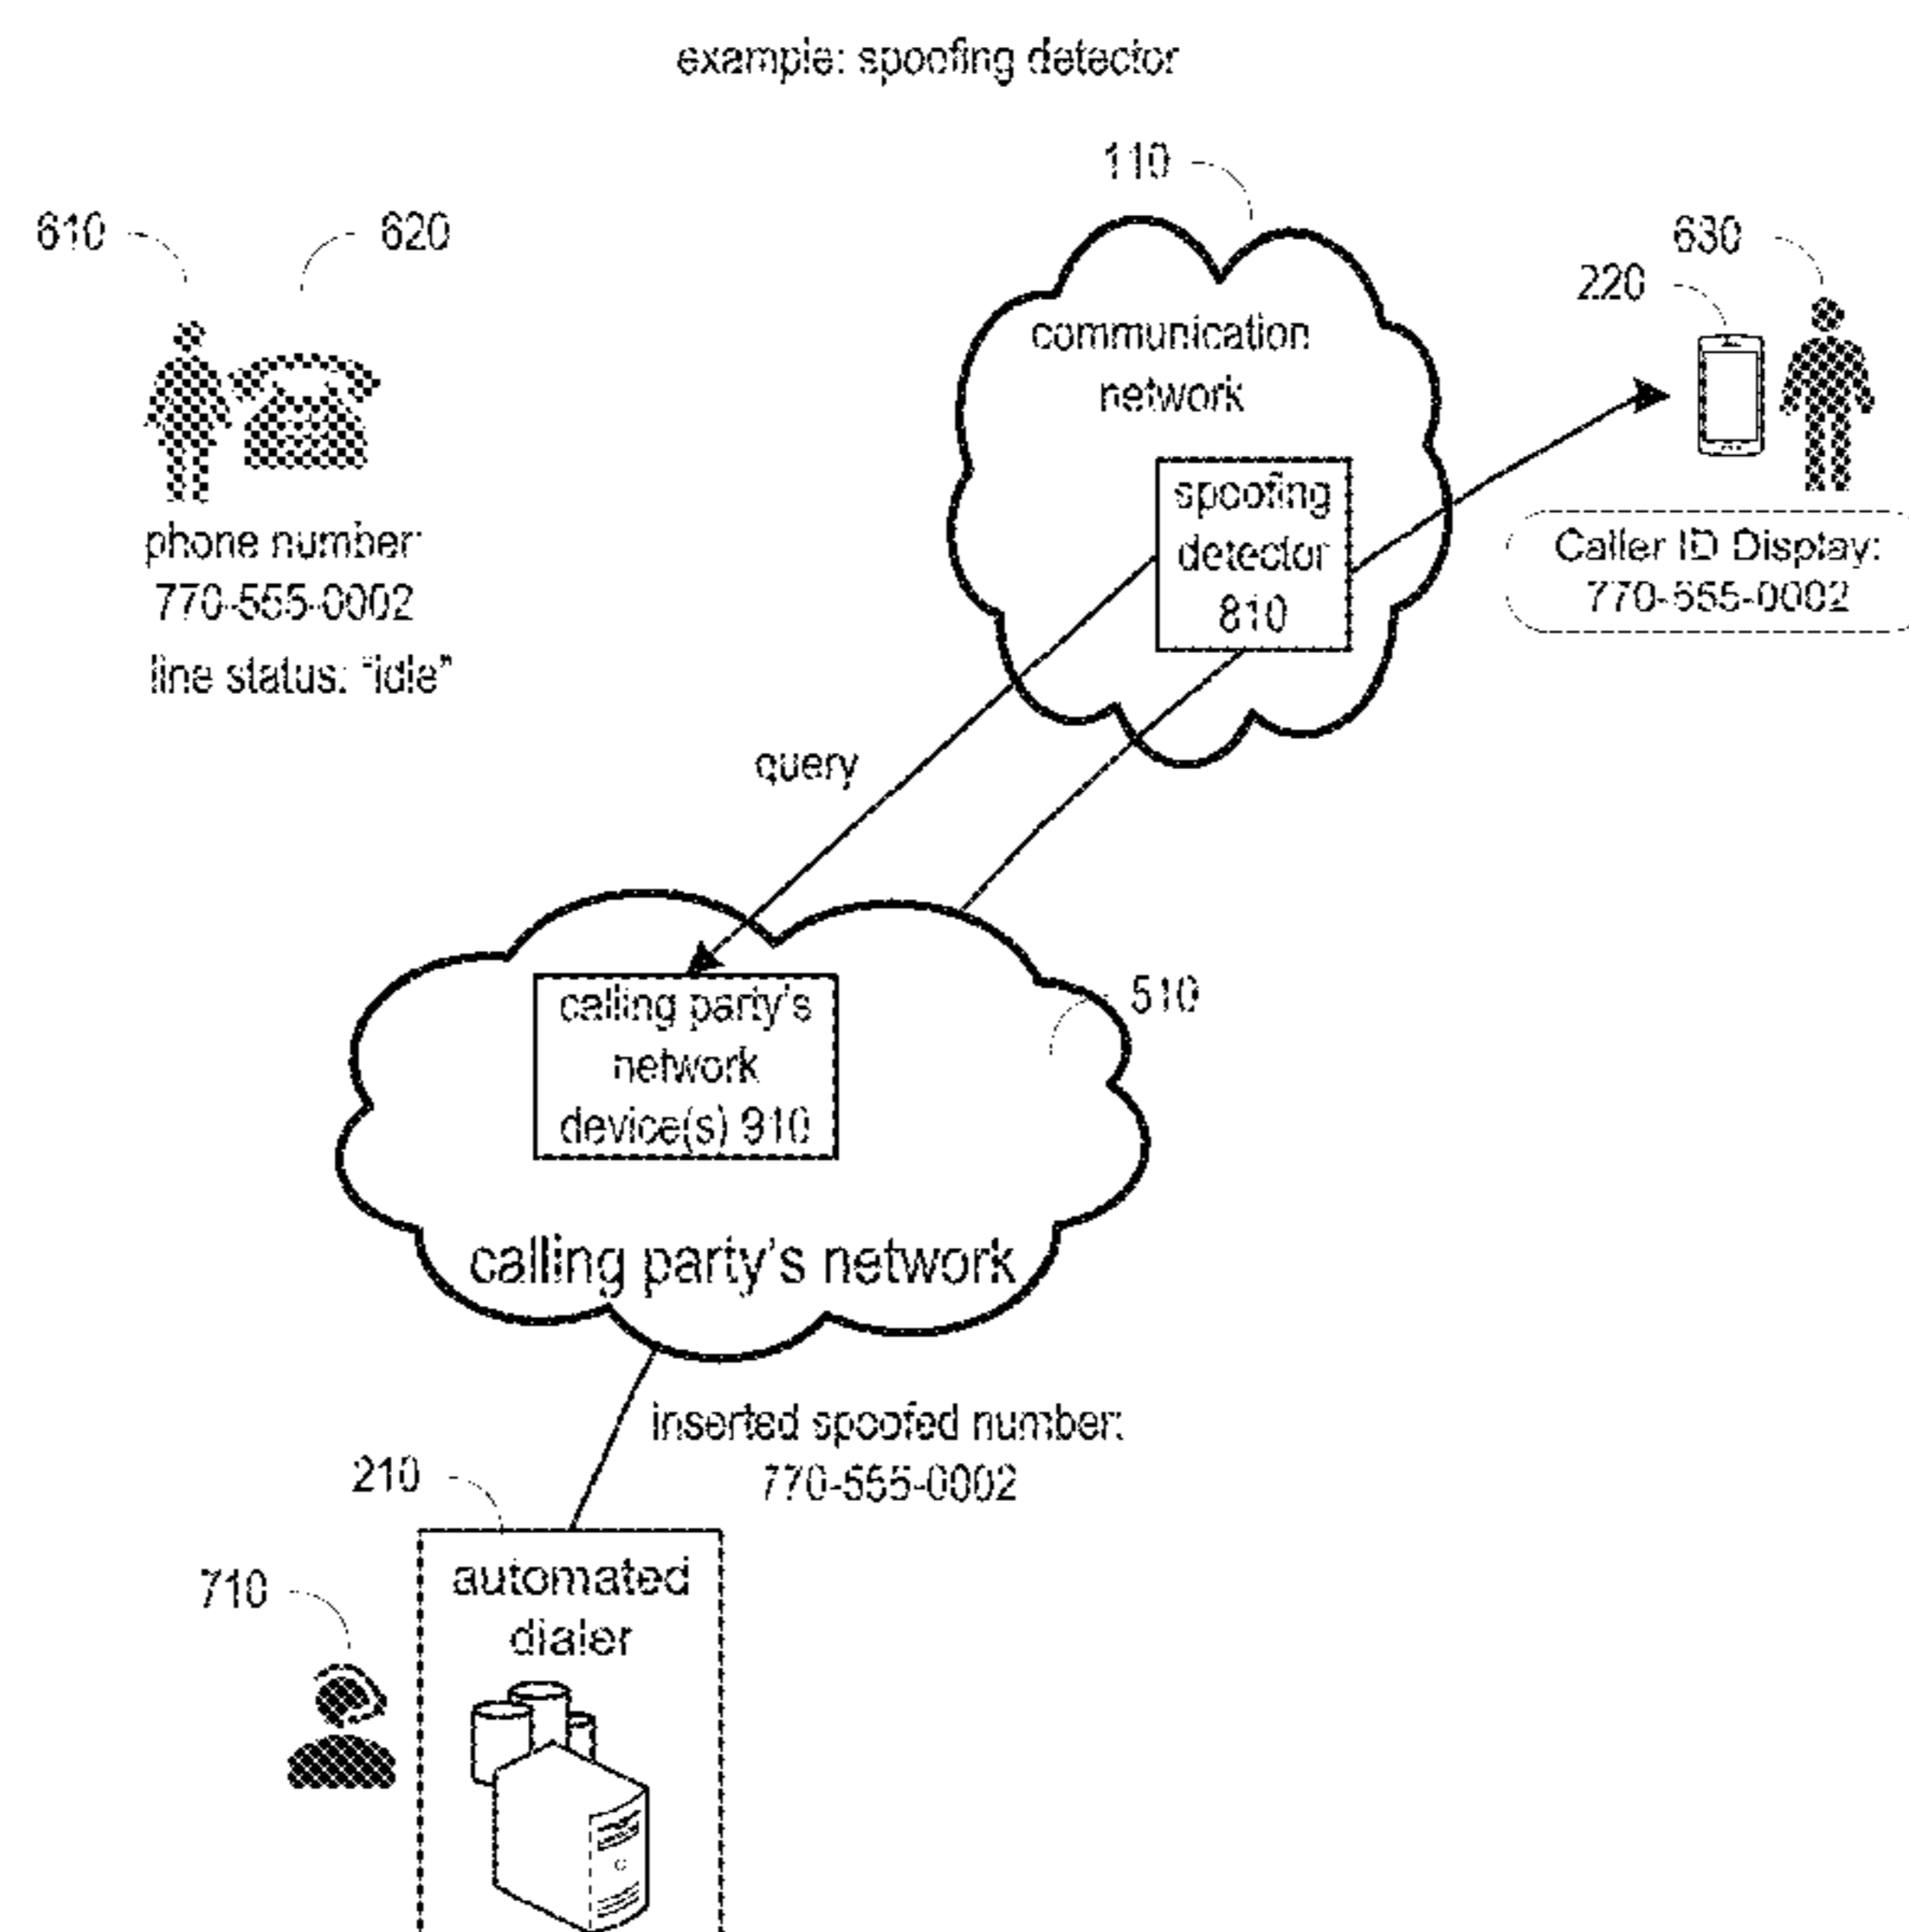 example: spoofing detector
110
610
620
630
220
communication
network
spoofing
detector
810
phone number:
770-555-0002
line status: "idle"
Caller ID Display:
770-555-0002
query
calling party's
network
device(s) 910
510
calling party's network
inserted spoofed number:
770-555-0002
210
710
automated
dialer